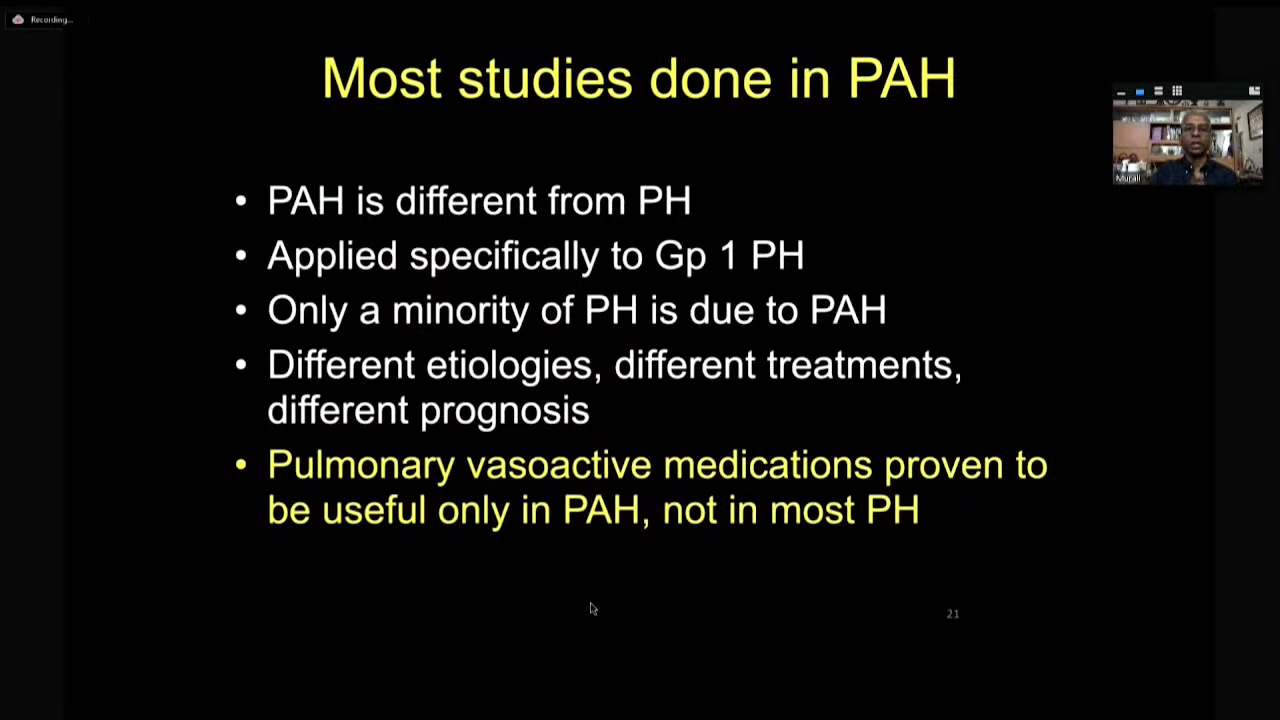 Recording...
Most studies done in PAH
Murali
• PAH is different from PH
• Applied specifically to Gp 1 PH
• Only a minority of PH is due to PAH
• Different etiologies, different treatments,
different prognosis
• Pulmonary vasoactive medications proven to
be useful only in PAH, not in most PH
21